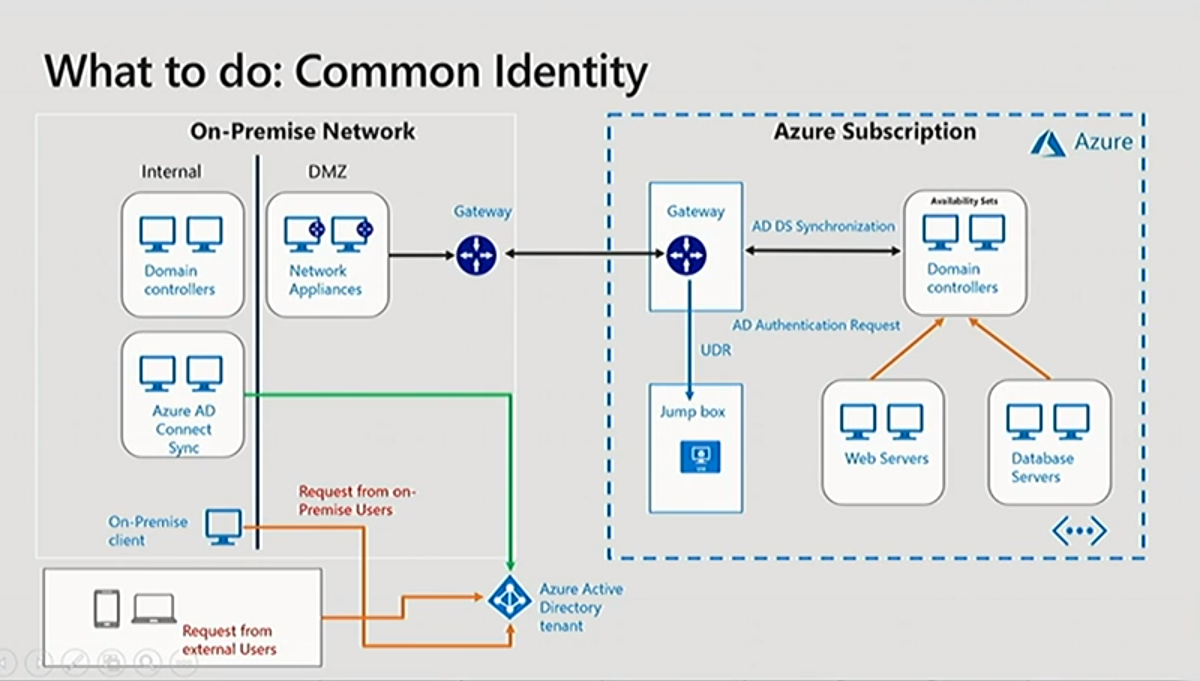 What to do: Common Identity
On-Premise Network
Internal
DMZ
Domain
controllers
Network
Appliances
Gateway
Azure AD
Connect
Sync
Request from on-
Premise Users
On-Premise
client
Request from
external Users
Azure Active
Directory
tenant
Azure Subscription
Azure
Gateway
AD DS Synchronization
Availability Sets
Domain
controllers
AD Authentication Request
UDR
Jump box
Web Servers
Database
Servers